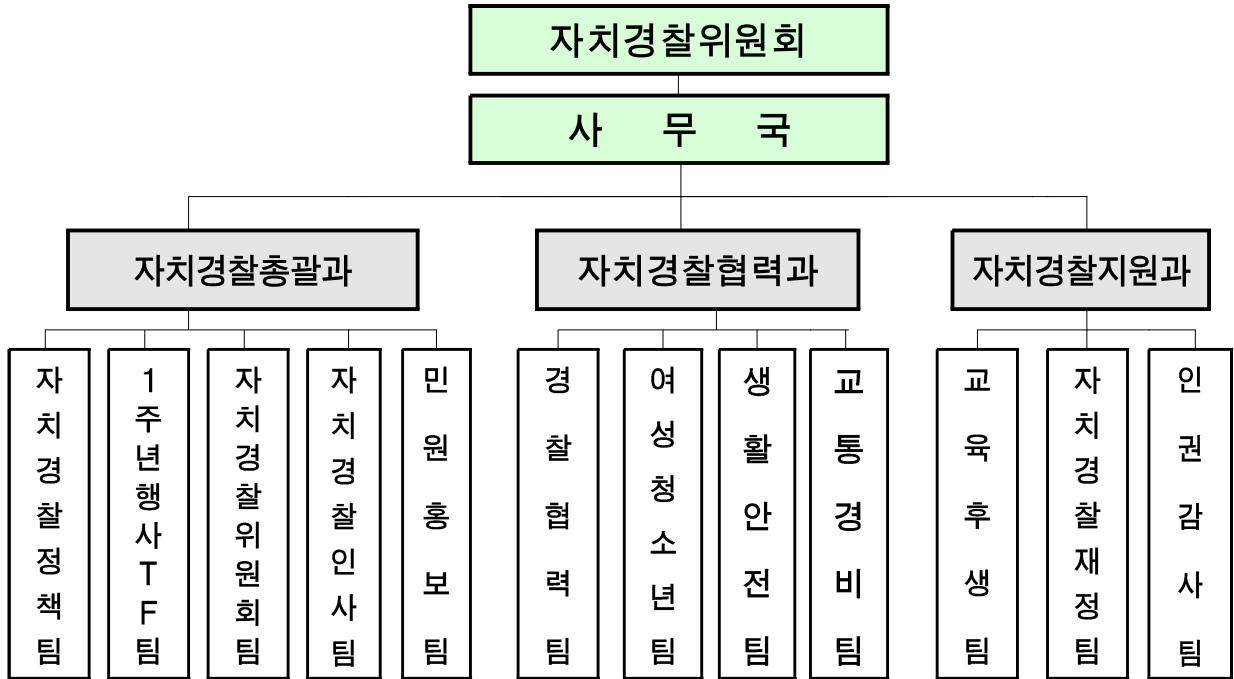 자치경찰위원회
사 무 국
자치경찰총괄과
자치경찰협력과
자치경찰지원과
자치경찰정책팀
1주년행사TF팀
자치경찰위원회팀
자치경찰인사팀
민원홍보팀
경찰협력팀
여성청소년팀
생활안전팀
교통경비팀
교육후생팀
자치경찰재정팀
인권감사팀